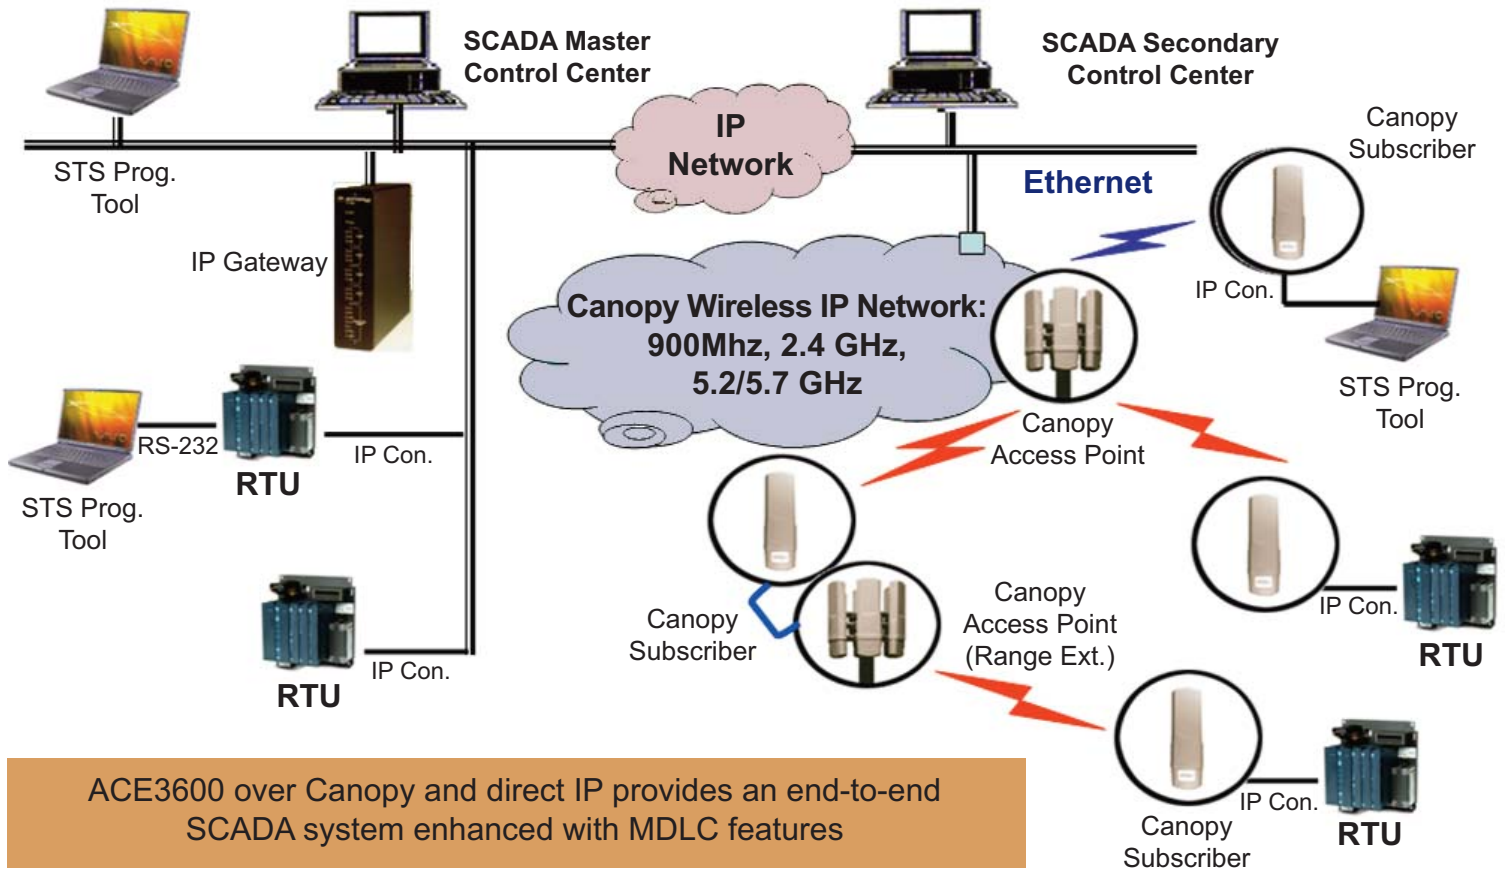 SCADA Master
Control Center
SCADA Secondary
Control Center
Canopy
Subscriber
IP
Network
STS Prog.
Tool
Ethernet
IP Gateway
IP Con.
Canopy Wireless IP Network:
900Mhz, 2.4 GHz,
5.2/5.7 GHz
STS Prog.
Tool
Canopy
Access Point
RS-232
IP Con.
RTU
STS Prog.
Tool
Canopy
Subscriber
Canopy
Access Point
(Range Ext.)
IP Con.
RTU
IP Con.
RTU
IP Con.
RTU
Canopy
Subscriber
ACE3600 over Canopy and direct IP provides an end-to-end
SCADA system enhanced with MDLC features